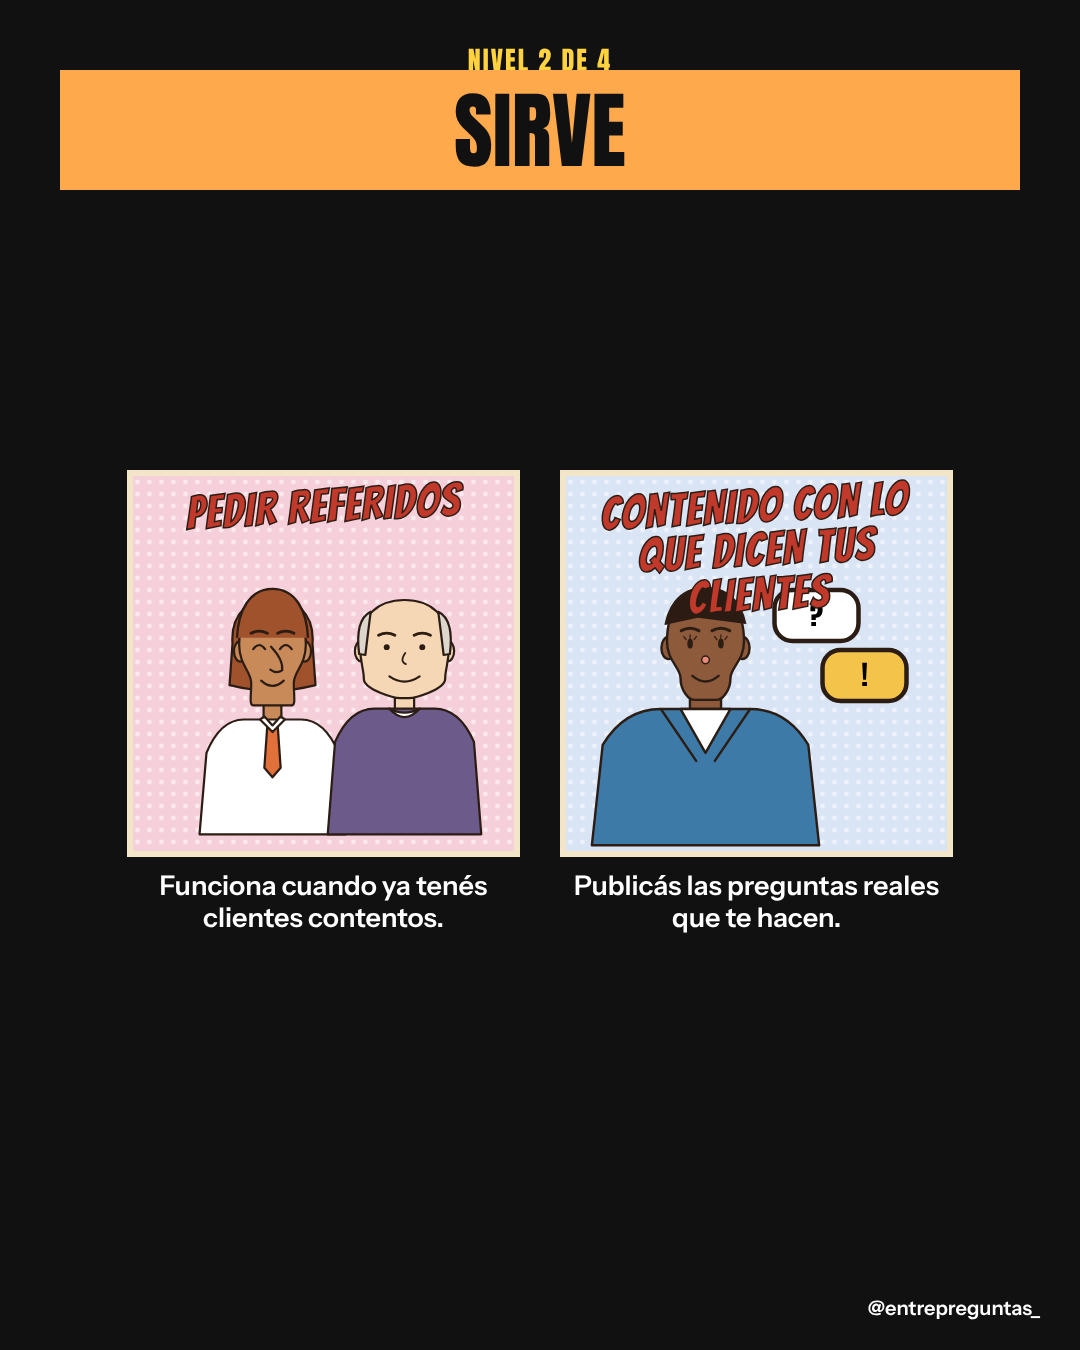 NIVEL 2 DE 4
SIRVE
PEDIR REFERIDOS
Funciona cuando ya tenés
clientes contentos.
CONTENIDO CON LO
QUE DICEN TUS
CLIENTES
?
!
Publicás las preguntas reales
que te hacen.
@entrepreguntas_